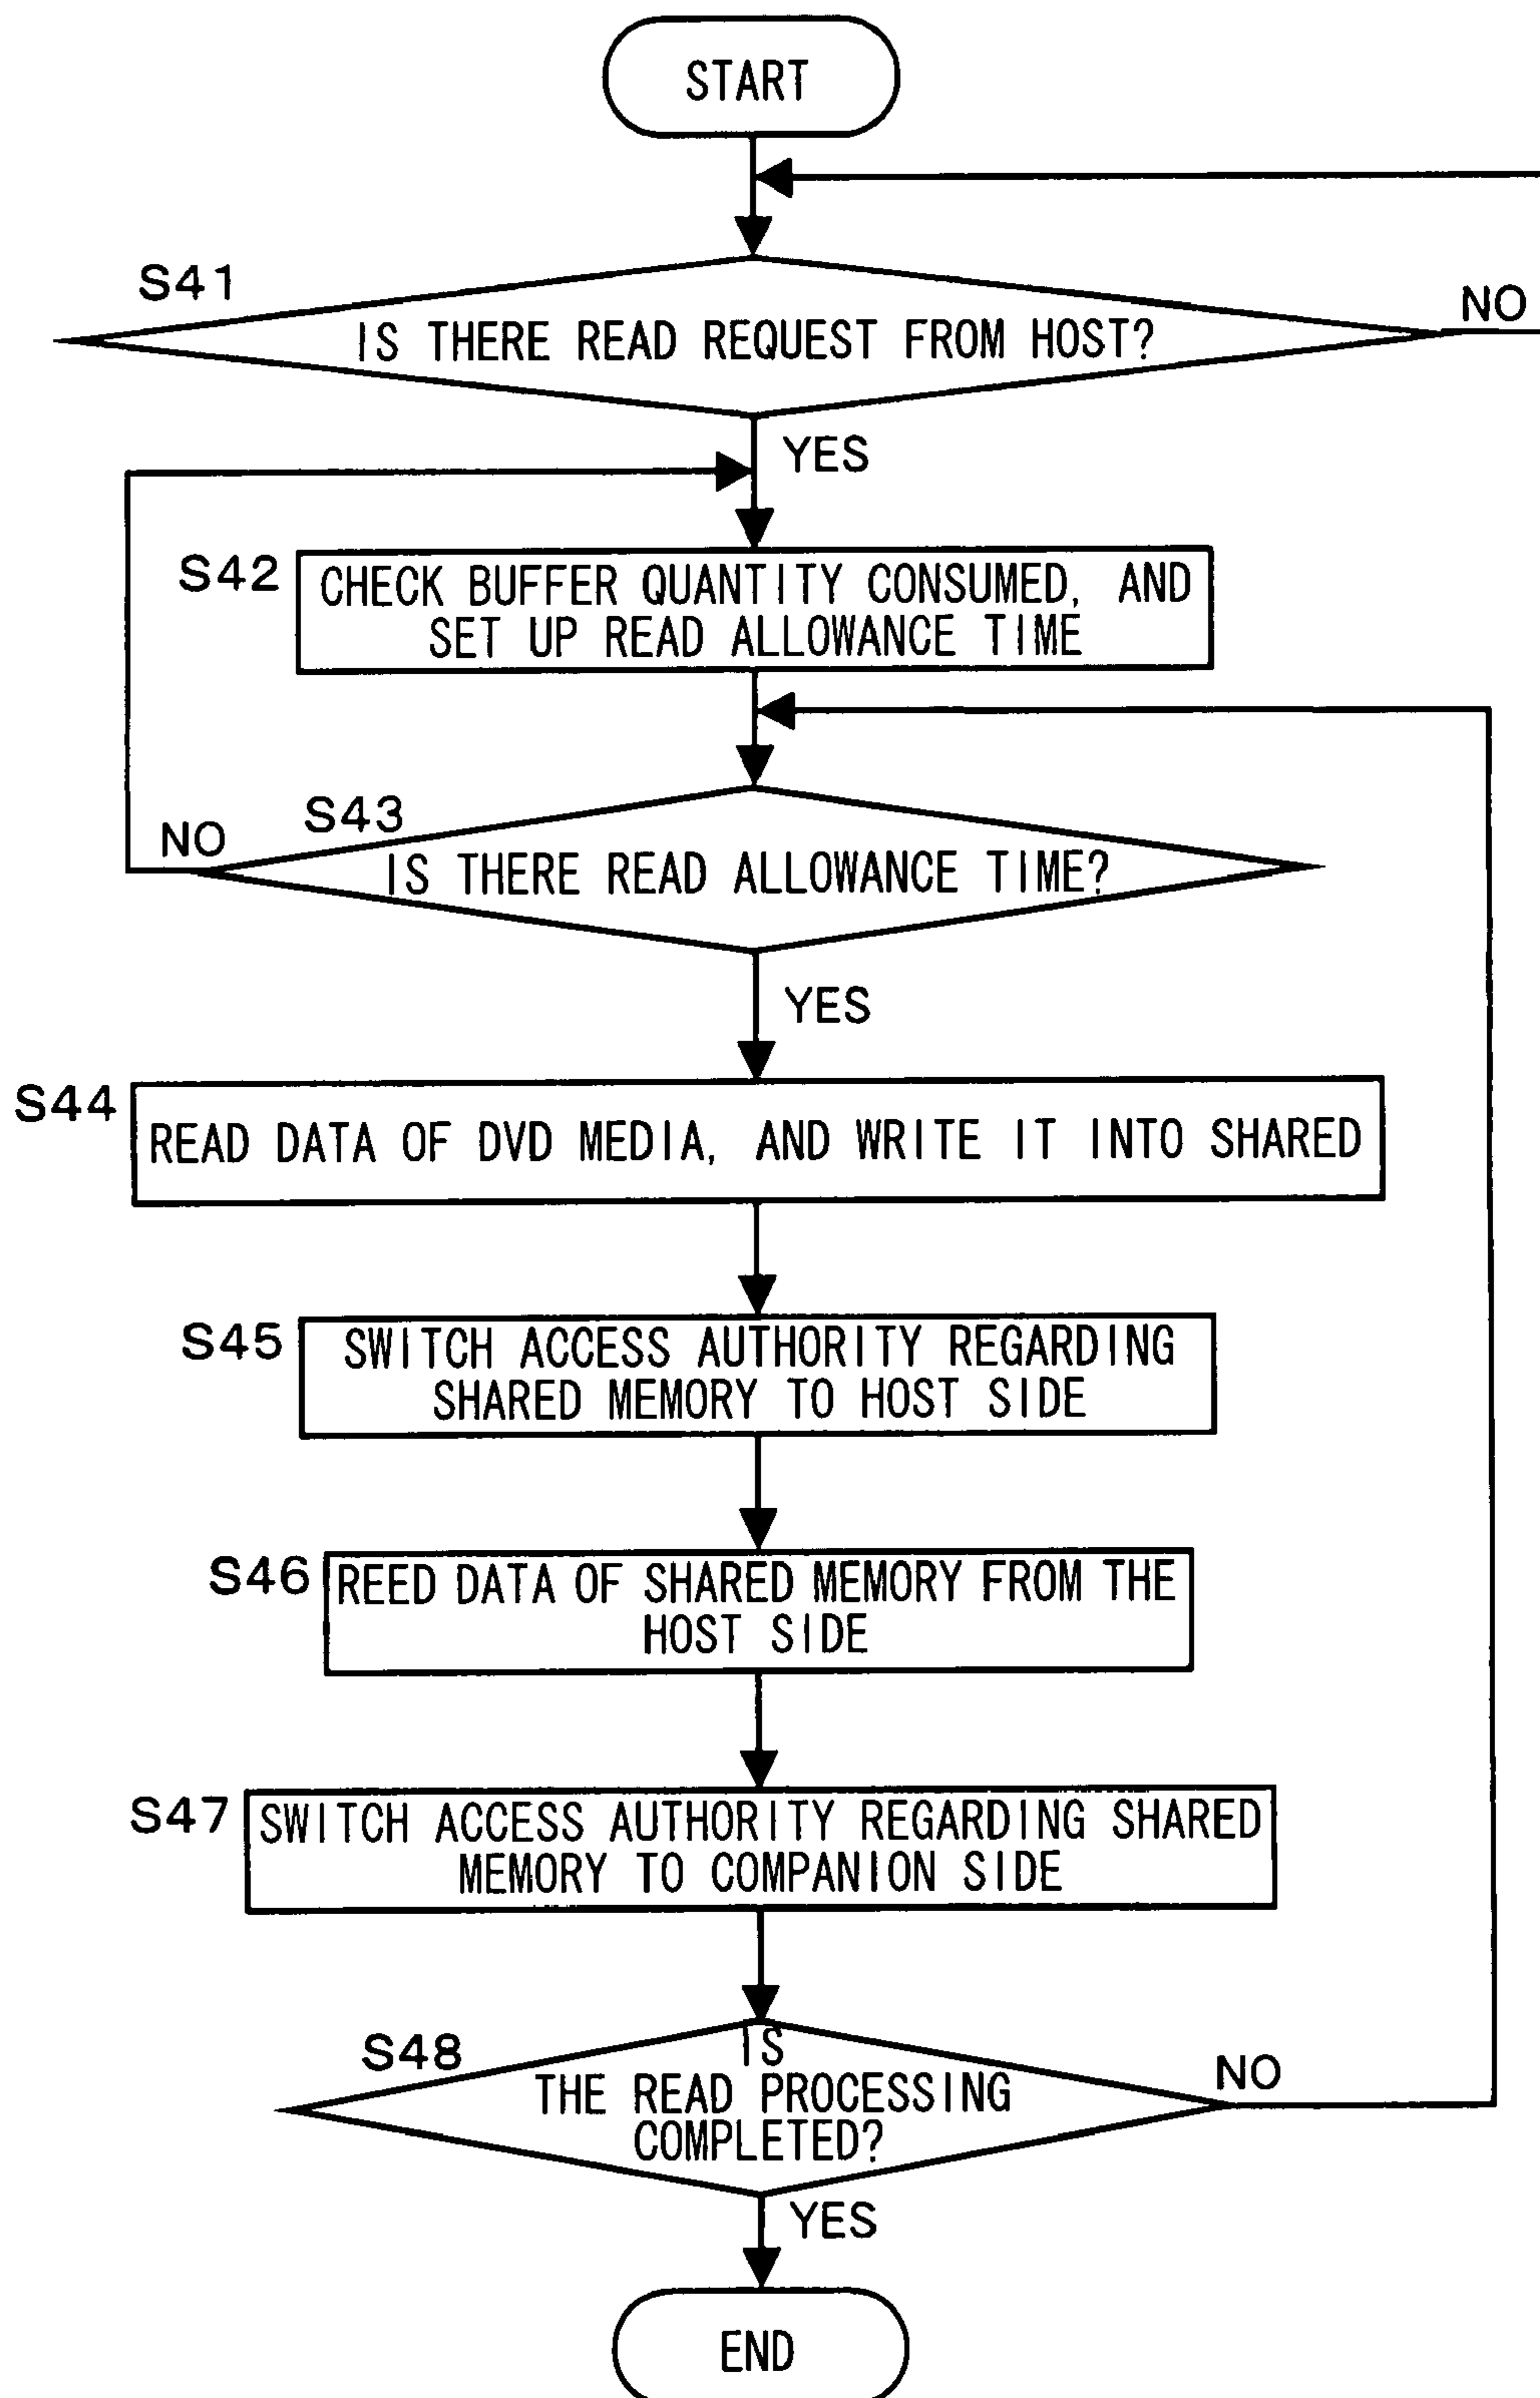 START
S41
IS THERE READ REQUEST FROM HOST?
NO
YES
S42
CHECK BUFFER QUANTITY CONSUMED, AND
SET UP READ ALLOWANCE TIME
S43
NO
IS THERE READ ALLOWANCE TIME?
YES
S44
READ DATA OF DVD MEDIA, AND WRITE IT INTO SHARED
S45
SWITCH ACCESS AUTHORITY REGARDING
SHARED MEMORY TO HOST SIDE
S46
REED DATA OF SHARED MEMORY FROM THE
HOST SIDE
S47
SWITCH ACCESS AUTHORITY REGARDING SHARED
MEMORY TO COMPANION SIDE
S48
IS
THE READ PROCESSING
COMPLETED?
NO
YES
END